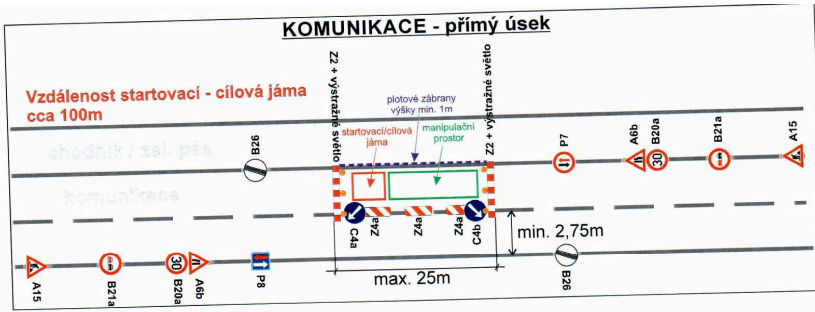 KOMUNIKACE - přímý úsek
Vzdálenost startovací - cílová jáma
cca 100m
Z2 + výstražné světlo
plotové zábrany
výšky min. 1m
Z2 + výstražné světlo
startovací/cílová
jáma
manipulační
prostor
chodník / zel. pás
komunikace
B26
P7
A6b
B20a
B21a
A15
30
C4a
Z4a
Z4a
Z4a
C4b
min. 2,75m
max. 25m
A15
B21a
B20a
A6b
P8
30
B26